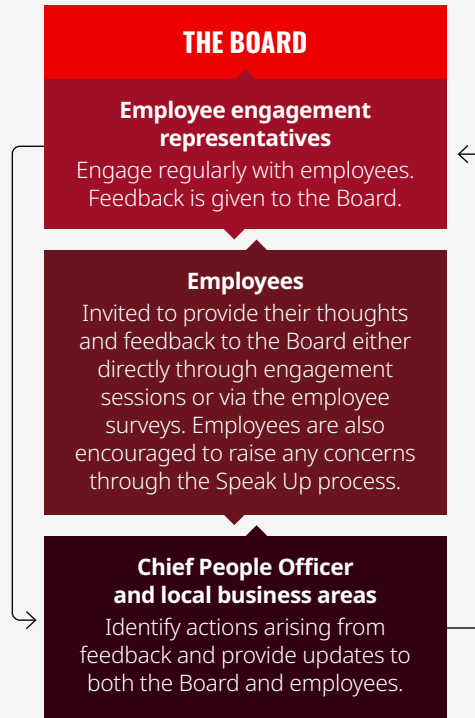 THE BOARD
Employee engagement
representatives
Engage regularly with employees.
Feedback is given to the Board.
Employees
Invited to provide their thoughts
and feedback to the Board either
directly through engagement
sessions or via the employee
surveys. Employees are also
encouraged to raise any concerns
through the Speak Up process.
Chief People Officer
and local business areas
Identify actions arising from
feedback and provide updates to
both the Board and employees.